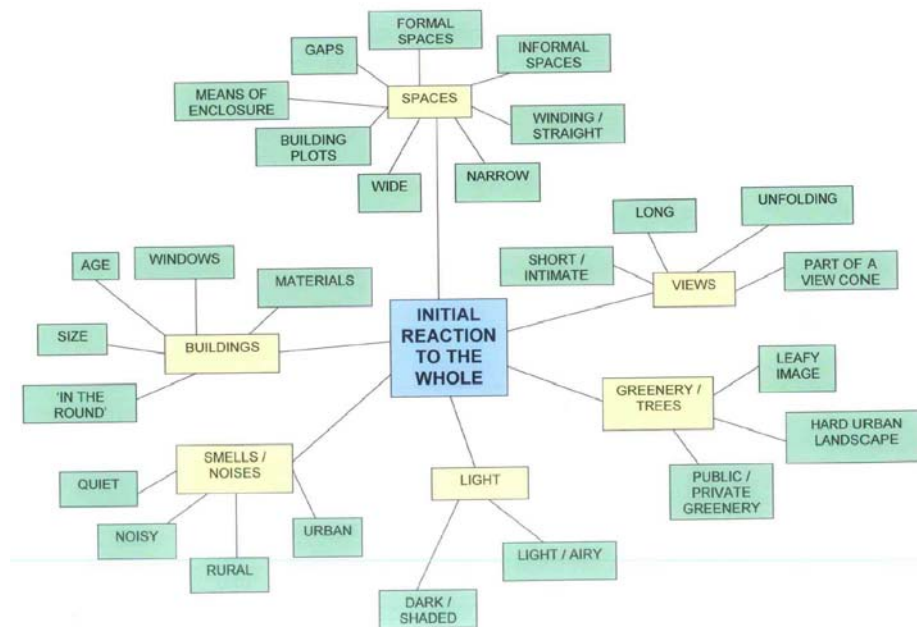 FORMAL
SPACES
GAPS
INFORMAL
SPACES
MEANS OF
ENCLOSURE
SPACES
WINDING /
STRAIGHT
BUILDING
PLOTS
WIDE
NARROW
LONG
UNFOLDING
SHORT /
INTIMATE
VIEWS
PART OF A
VIEW CONE
AGE
WINDOWS
MATERIALS
SIZE
BUILDINGS
'IN THE
ROUND'
INITIAL
REACTION
TO THE
WHOLE
LEAFY
IMAGE
GREENERY /
TREES
HARD URBAN
LANDSCAPE
PUBLIC /
PRIVATE
GREENERY
SMELLS /
NOISES
QUIET
NOISY
RURAL
URBAN
LIGHT
LIGHT / AIRY
DARK /
SHADED